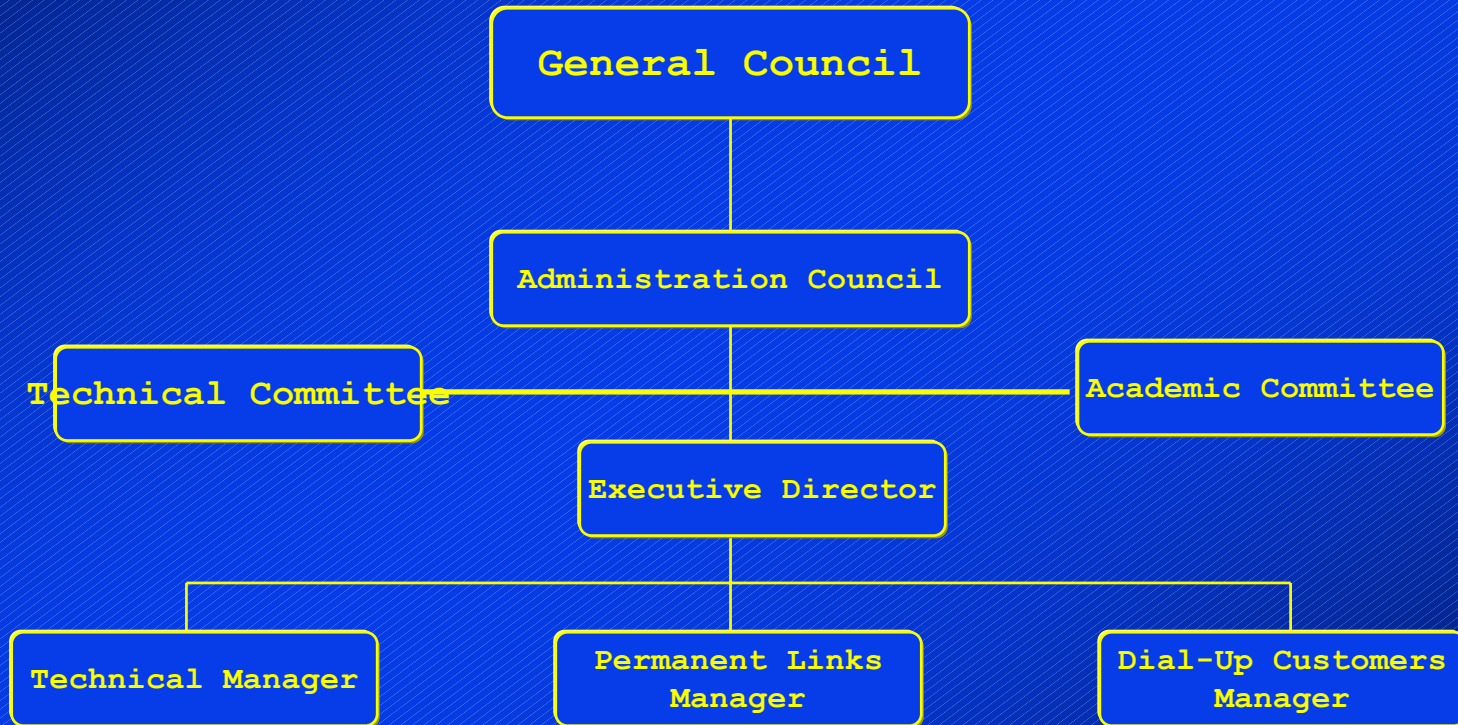 General Council
Administration Council
Technical Committee
Academic Committee
Executive Director
Technical Manager
Permanent Links
Manager
Dial-Up Customers
Manager